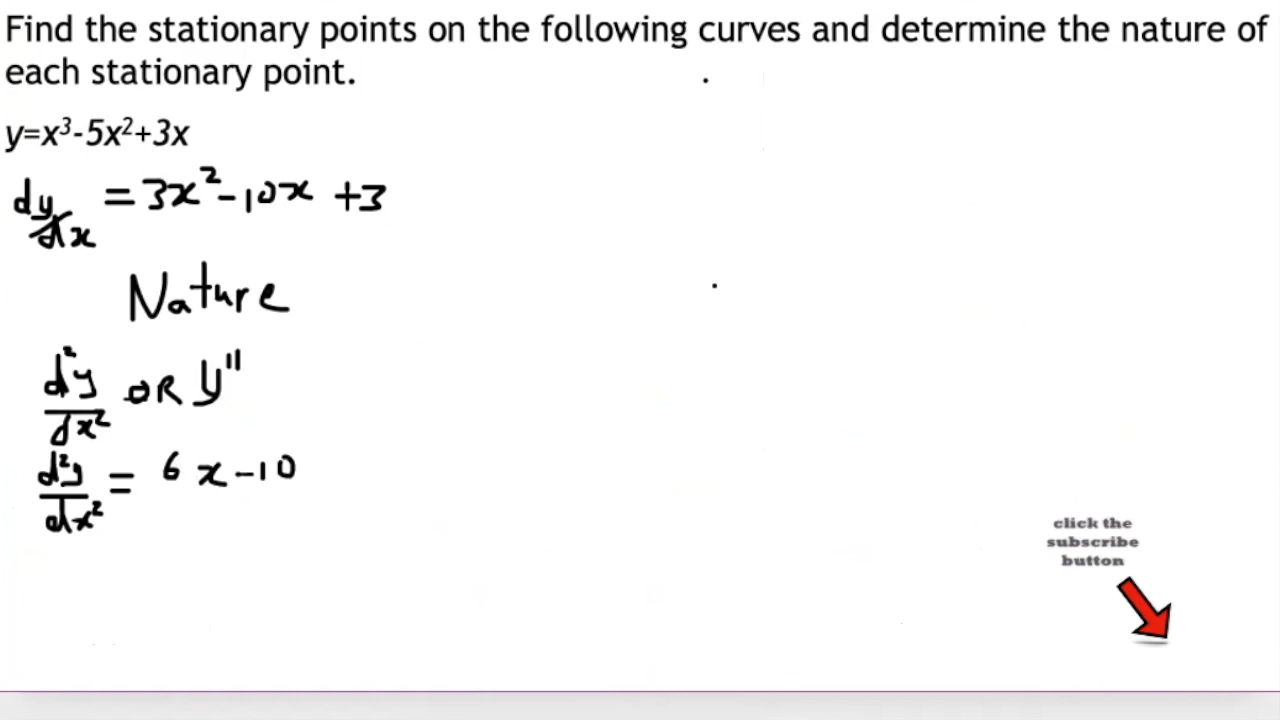 Find the stationary points on the following curves and determine the nature of
each stationary point.
y=x³-5x²+3x
dy/dx = 3x² - 10x + 3
Nature
d²y/dx² OR y"
d²y/dx² = 6x - 10
click the
subscribe
button